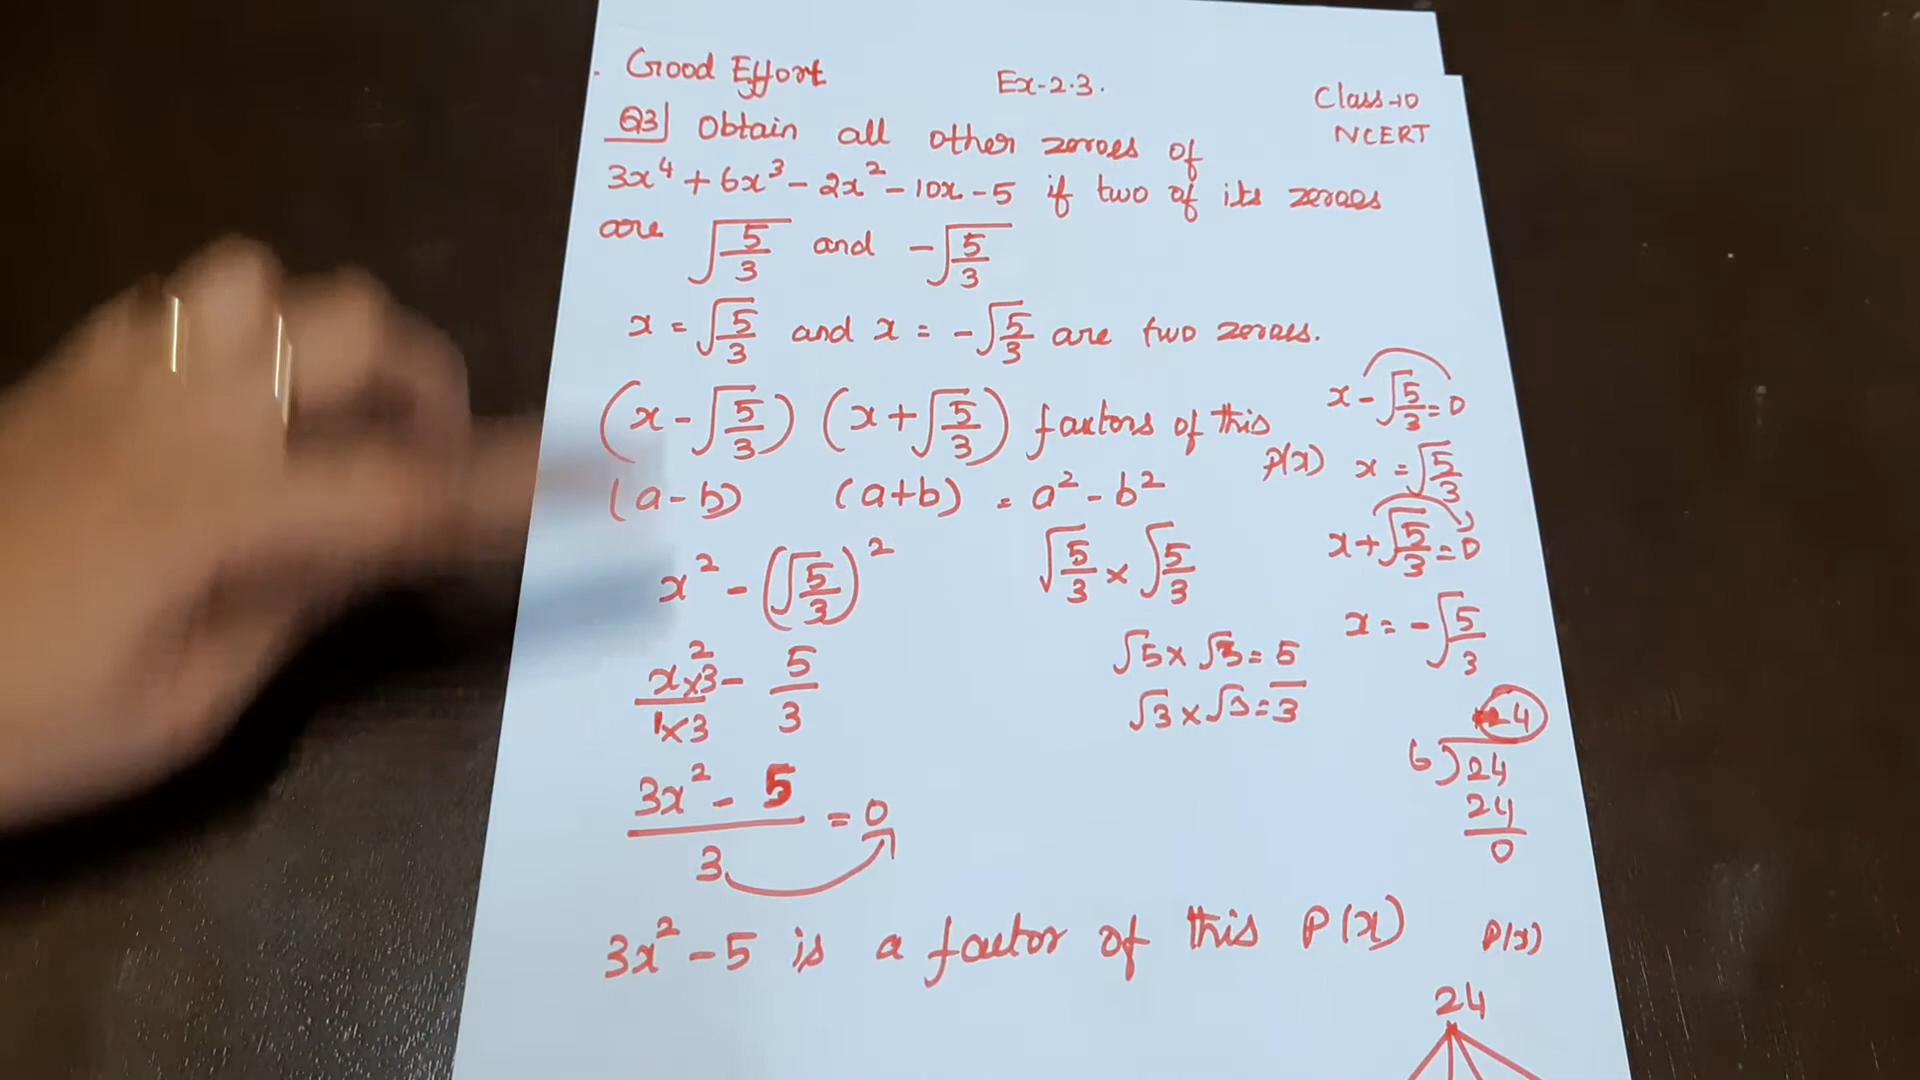 Good Effort
Ex-2.3.
Class-10
NCERT
Q3] Obtain all other zeroes of
3x⁴ + 6x³ - 2x² - 10x - 5 if two of its zeroes
are √5/3 and -√5/3
x = √5/3 and x = -√5/3 are two zeroes.
(x - √5/3) (x + √5/3) factors of this
P(x)
(a - b) (a + b) = a² - b²
x² - (√5/3)²
x²×3/1×3 - 5/3
3x² - 5/3 = 0
3x² - 5 is a factor of this P(x)
√5/3 × √5/3
√5 × √5 = 5
√3 × √3 = 3
x - √5/3 = 0
x = √5/3
x + √5/3 = 0
x = -√5/3
4
6)24
24
0
P(x)
24